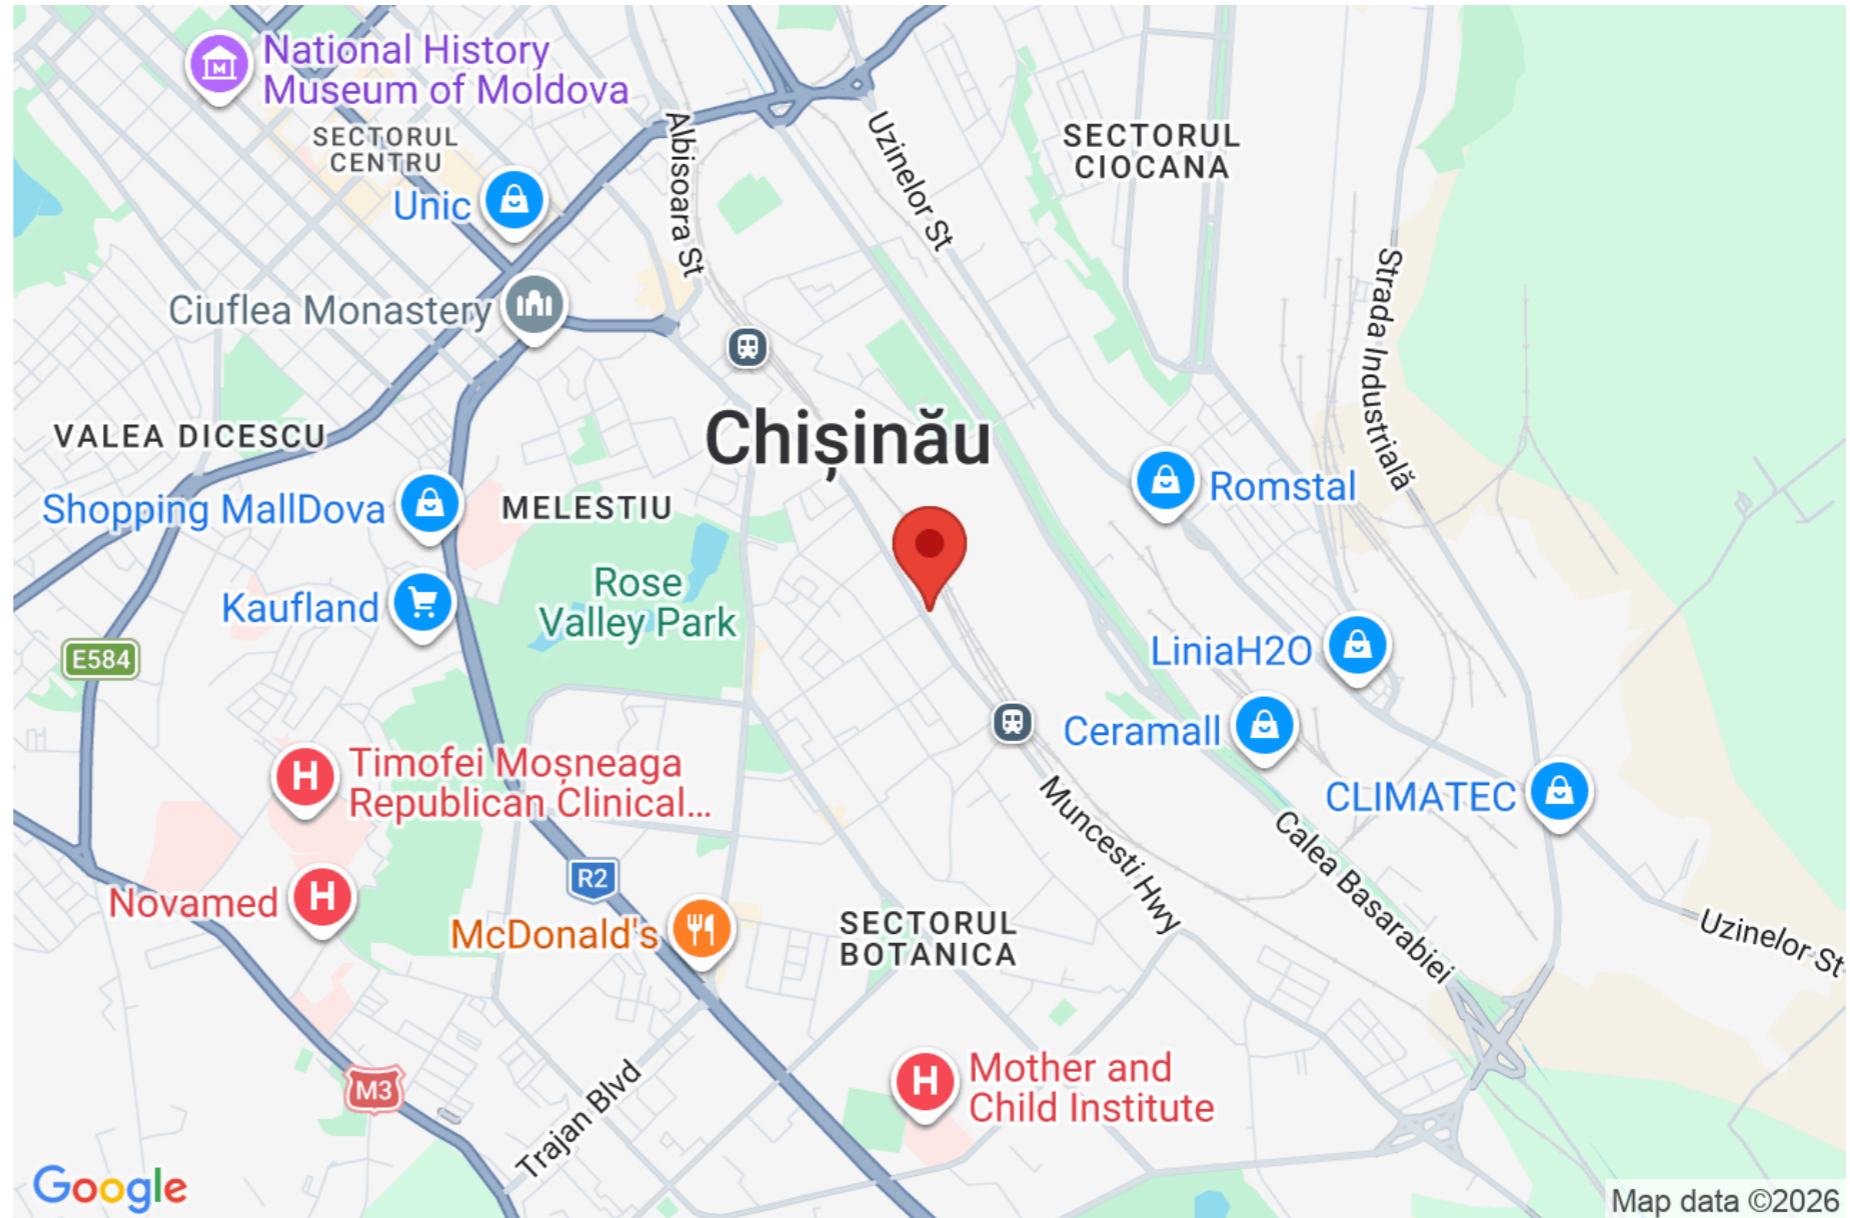 National History
Museum of Moldova
SECTORUL
CENTRU
Unic
Albisoara St
Uzinelor St
SECTORUL
CIOCANA
Ciuflea Monastery
Strada Industrială
VALEA DICESCU
Chișinău
Shopping MallDova
MELESTIU
Romstal
Rose
Valley Park
Kaufland
E584
LiniaH2O
Ceramall
Timofei Moșneaga
Republican Clinical...
CLIMATEC
Muncesti Hwy
Calea Basarabiei
R2
Novamed
McDonald's
SECTORUL
BOTANICA
Uzinelor St
M3
Trajan Blvd
Mother and
Child Institute
Google
Map data ©2026